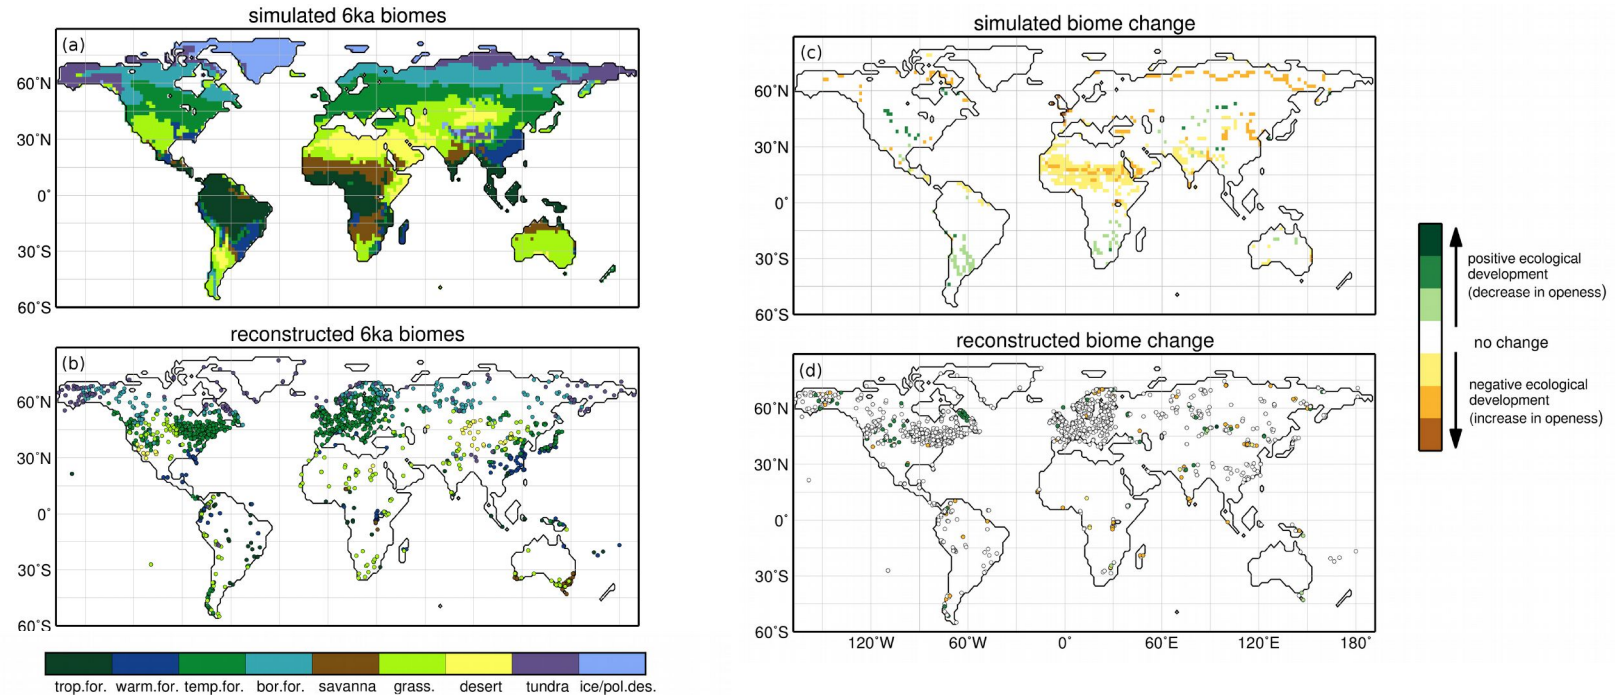 simulated 6ka biomes
(a)
60˚N
30˚N
0˚
30˚S
60˚S
reconstructed 6ka biomes
(b)
60˚N
30˚N
0˚
30˚S
60˚S
trop.for. warm.for. temp.for. bor.for. savanna grass. desert tundra ice/pol.des.
simulated biome change
(c)
60˚N
30˚N
0˚
30˚S
60˚S
reconstructed biome change
(d)
60˚N
30˚N
0˚
30˚S
60˚S
120˚W 60˚W 0˚ 60˚E 120˚E 180˚
positive ecological
development
(decrease in openess)
no change
negative ecological
development
(increase in openess)